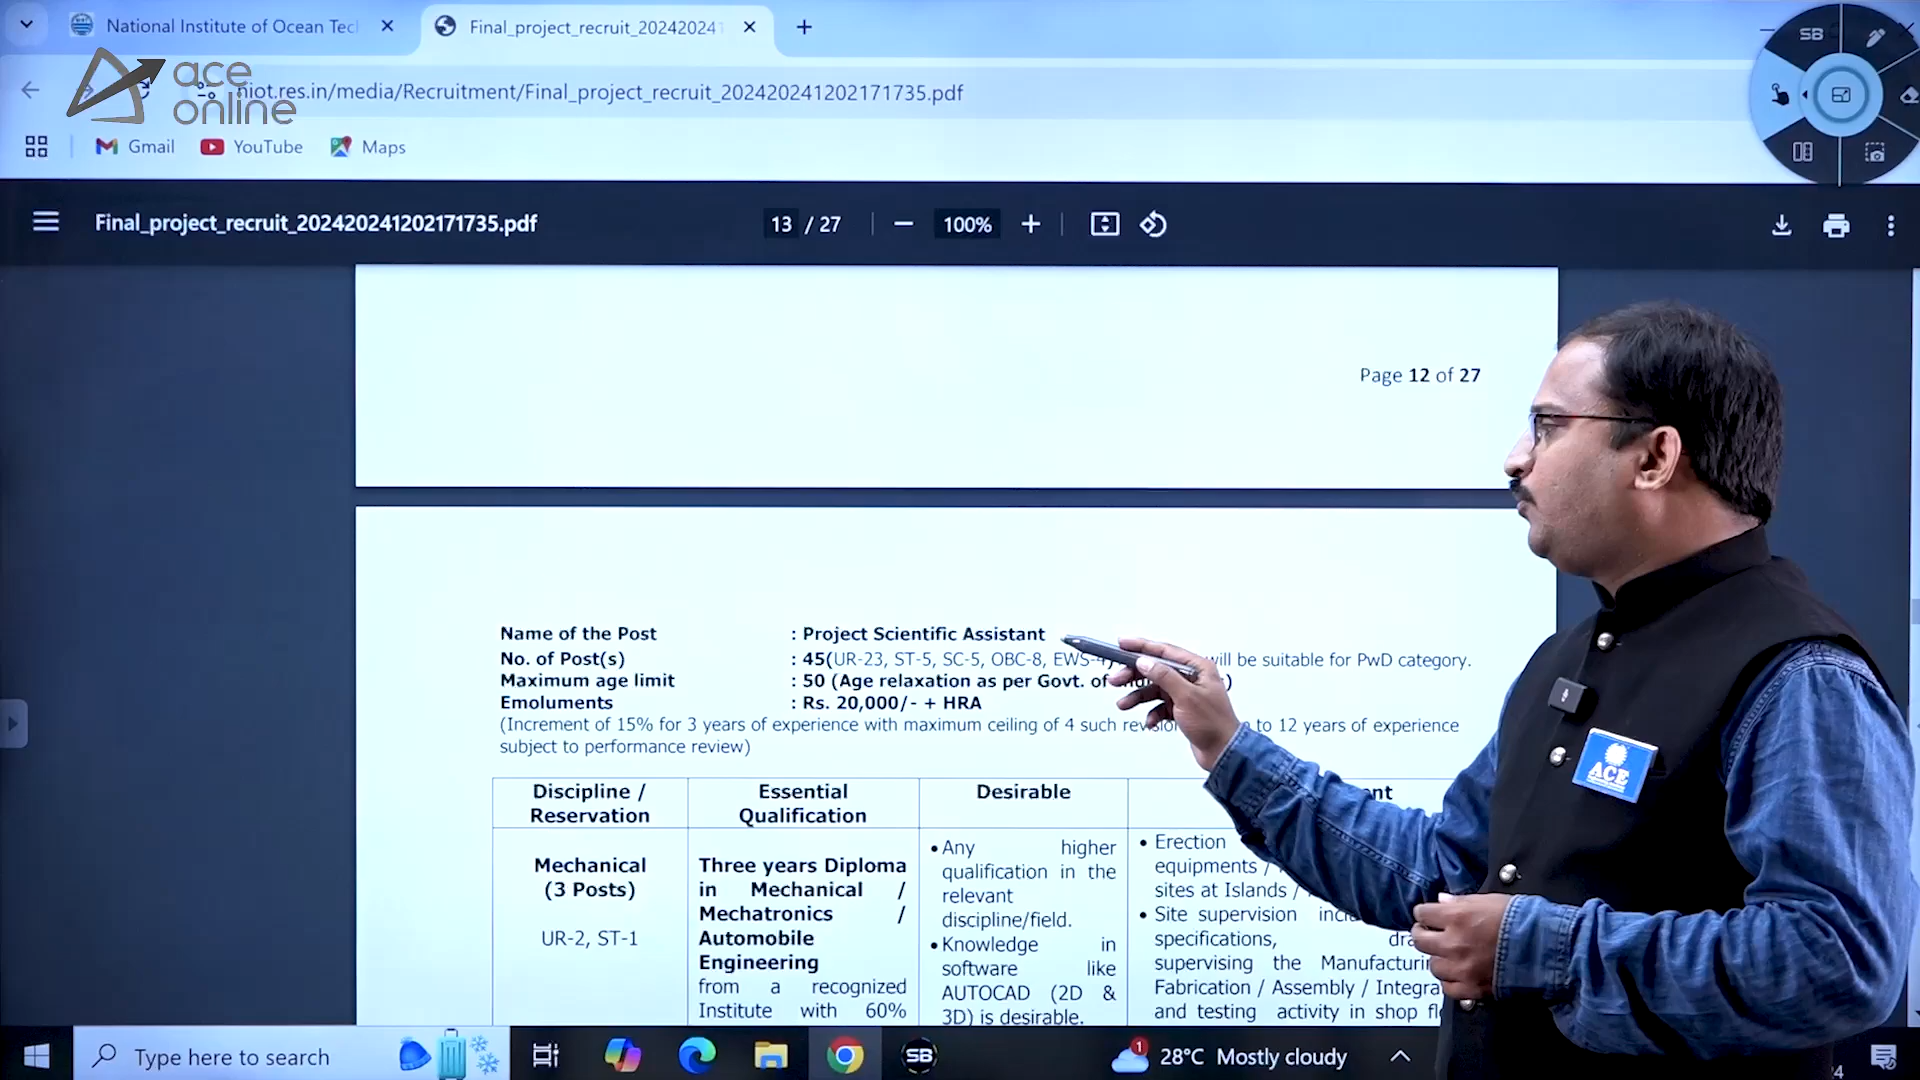 National Institute of Ocean Tec
Final_project_recruit_20242024
SB
ace
online
niot.res.in/media/Recruitment/Final_project_recruit_202420241202171735.pdf
Gmail
YouTube
Maps
Final_project_recruit_202420241202171735.pdf
13 / 27
100%
Page 12 of 27
Name of the Post : Project Scientific Assistant
No. of Post(s) : 45(UR-23, ST-5, SC-5, OBC-8, EWS-4) will be suitable for PwD category.
Maximum age limit : 50 (Age relaxation as per Govt. of
Emoluments : Rs. 20,000/- + HRA
(Increment of 15% for 3 years of experience with maximum ceiling of 4 such to 12 years of experience
subject to performance review)
Discipline /
Reservation
Essential
Qualification
Desirable
Mechanical
(3 Posts)
UR-2, ST-1
Three years Diploma
in Mechanical /
Mechatronics /
Automobile
Engineering
from a recognized
Institute with 60%
•Any higher
qualification in the
relevant
discipline/field.
•Knowledge in
software like
AUTOCAD (2D &
3D) is desirable.
• Erection
equipments /
sites at Islands /
• Site supervision
specifications,
supervising the
Fabrication / Assembly /
and testing activity in shop
ACE
Type here to search
SB
1
28°C Mostly cloudy